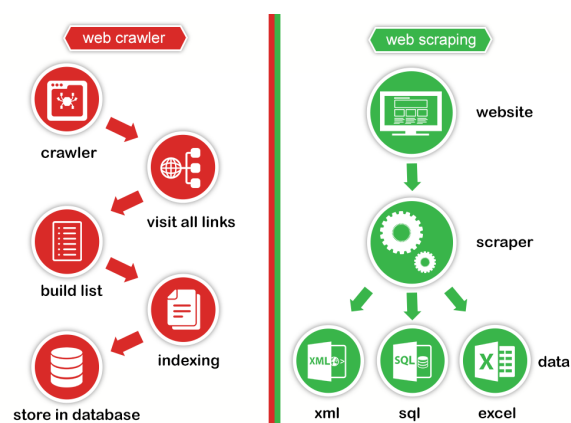 web crawler
crawler
visit all links
build list
indexing
store in database
web scraping
website
scraper
XML
SQL
X
data
xml
sql
excel